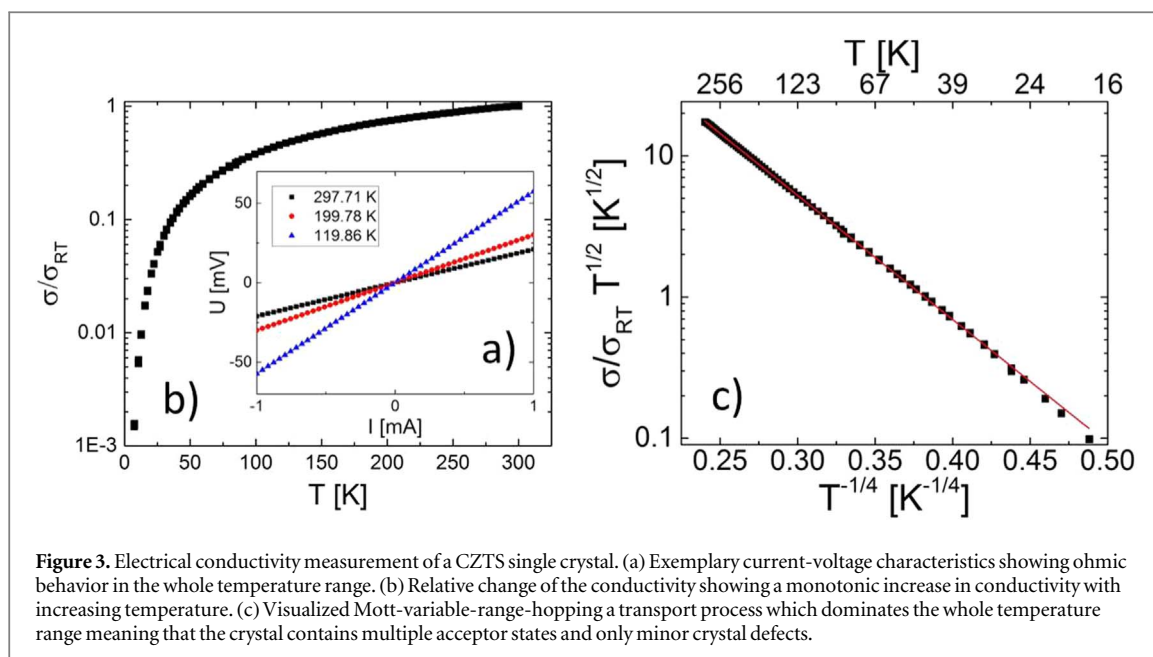 1
0.1
0.01
1E-3
σ/σRT
b)
0 50 100 150 200 250 300
T [K]
297.71 K
199.78 K
119.86 K
50
0
-50
U [mV]
a)
-1 0 1
I [mA]
T [K]
256 123 67 39 24 16
10
1
0.1
σ/σRT T1/2 [K1/2]
c)
0.25 0.30 0.35 0.40 0.45 0.50
T-1/4 [K-1/4]
Figure 3. Electrical conductivity measurement of a CZTS single crystal. (a) Exemplary current-voltage characteristics showing ohmic
behavior in the whole temperature range. (b) Relative change of the conductivity showing a monotonic increase in conductivity with
increasing temperature. (c) Visualized Mott-variable-range-hopping a transport process which dominates the whole temperature
range meaning that the crystal contains multiple acceptor states and only minor crystal defects.